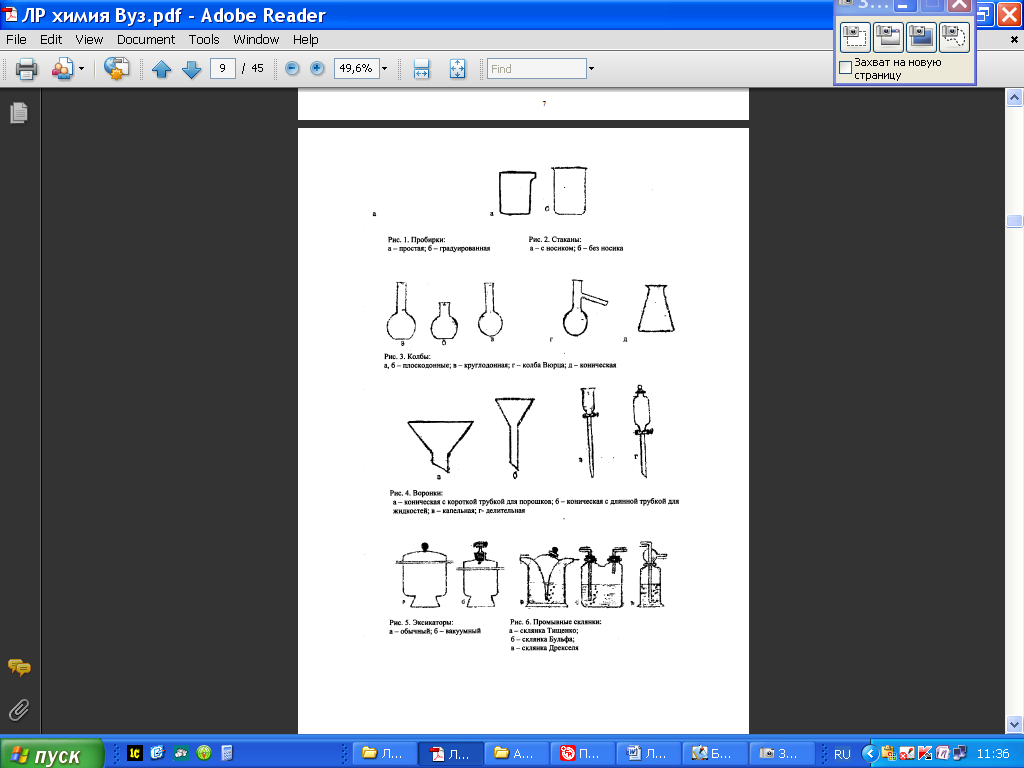 ЛР химия Вуз.pdf - Adobe Reader
З...
File Edit View Document Tools Window Help
9 / 45
49,6%
Find
Захват на новую
страницу
7
а
а
б
Рис. 1. Пробирки:
а – простая; б – градуированная
Рис. 2. Стаканы:
а – с носиком; б – без носика
а
б
в
г
д
Рис. 3. Колбы:
а, б – плоскодонные; в – круглодонная; г – колба Вюрца; д – коническая
а
б
в
г
Рис. 4. Воронки:
а – коническая с короткой трубкой для порошков; б – коническая с длинной трубкой для
жидкостей; в – капельная; г- делительная
б
в
Рис. 5. Эксикаторы:
а – обычный; б – вакуумный
Рис. 6. Промывные склянки:
а – склянка Тищенко;
б – склянка Вульфа;
в – склянка Дрекселя
пуск
1С
Л...
Л...
А...
П...
Л...
Б...
З...
RU
11:36